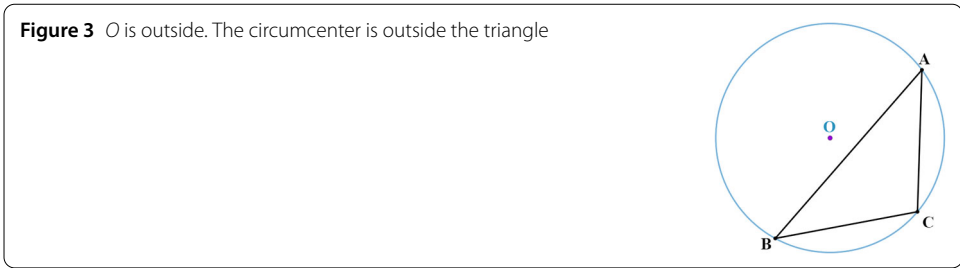 Figure 3 O is outside. The circumcenter is outside the triangle
A
O
C
B